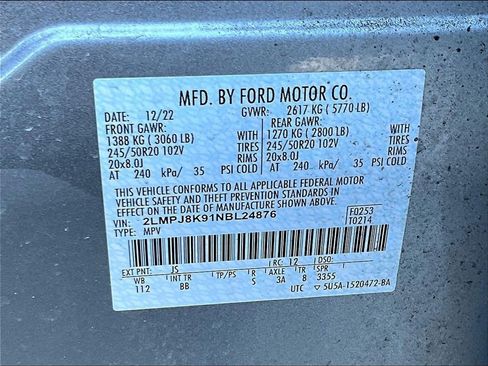 MFD. BY FORD MOTOR CO.
DATE: 12/22 GVWR: 2617 KG ( 5770 LB)
FRONT GAWR: REAR GAWR:
1388 KG ( 3060 LB) WITH 1270 KG ( 2800 LB) WITH
245/50R20 102V TIRES 245/50R20 102V TIRES
20x8.0J RIMS 20x8.0J RIMS
AT 240 kPa/ 35 PSI COLD AT 240 kPa/ 35 PSI COLD
THIS VEHICLE CONFORMS TO ALL APPLICABLE FEDERAL MOTOR
VEHICLE SAFETY AND THEFT PREVENTION STANDARDS IN EFFECT
ON THE DATE OF MANUFACTURE SHOWN ABOVE.
VIN: 2LMPJ8K91NBL24876 F0253
TYPE: MPV T0214
EXT PNT: JS RC: 12 DSO:
WB INT TR TP/PS R AXLE TR SPR
112 BB S 3A 8 3355
UTC 5U5A-1520472-BA